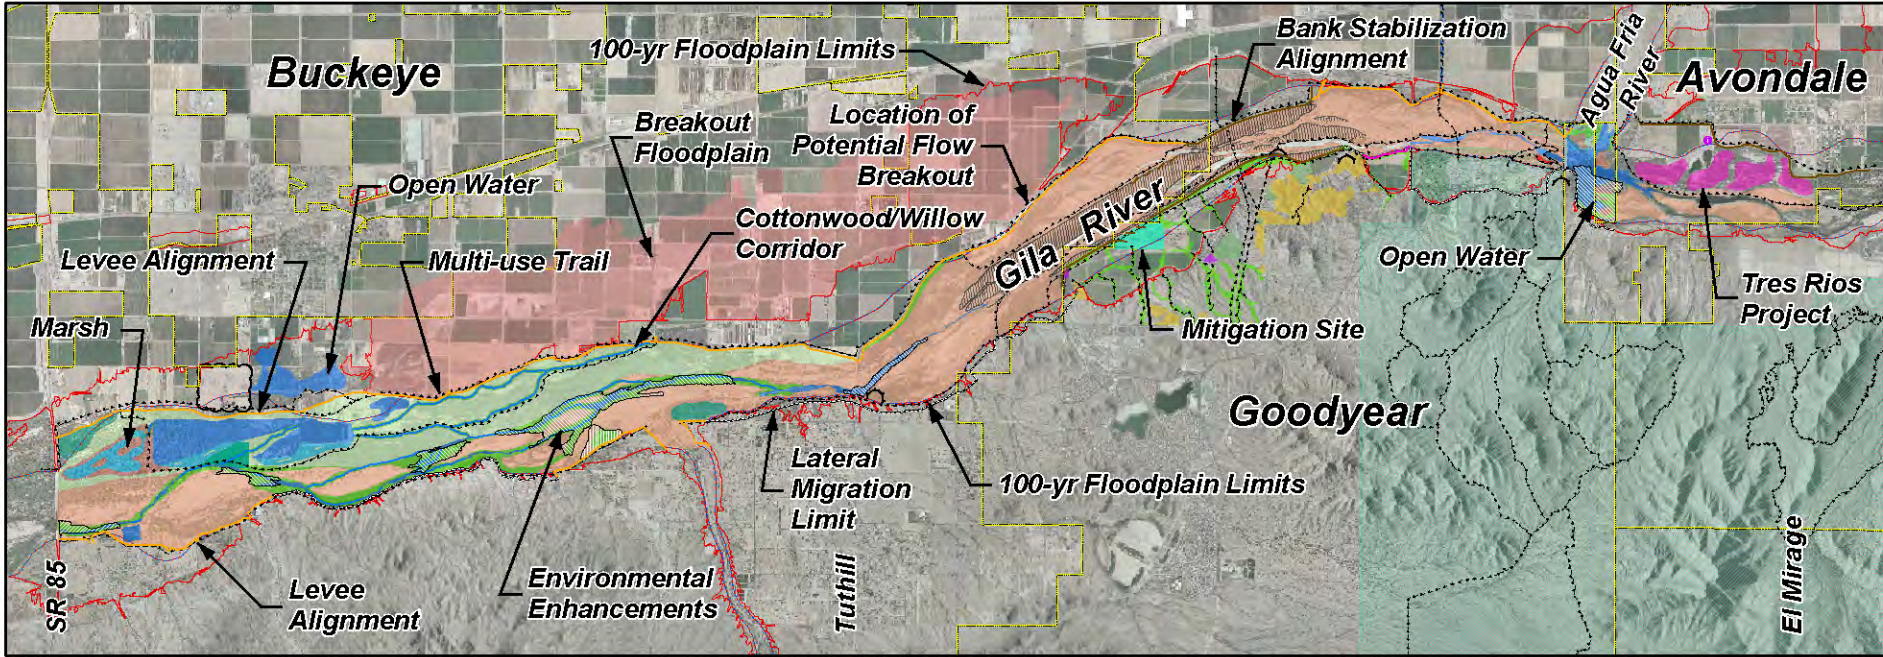 Buckeye
100-yr Floodplain Limits
Bank Stabilization
Alignment
Agua Fria
River
Avondale
Breakout
Floodplain
Location of
Potential Flow
Breakout
Open Water
Cottonwood/Willow
Corridor
Gila River
Levee Alignment
Multi-use Trail
Open Water
Tres Rios
Project
Marsh
Mitigation Site
Goodyear
Lateral
Migration
Limit
100-yr Floodplain Limits
SR 85
Levee
Alignment
Environmental
Enhancements
Tuthill
El Mirage